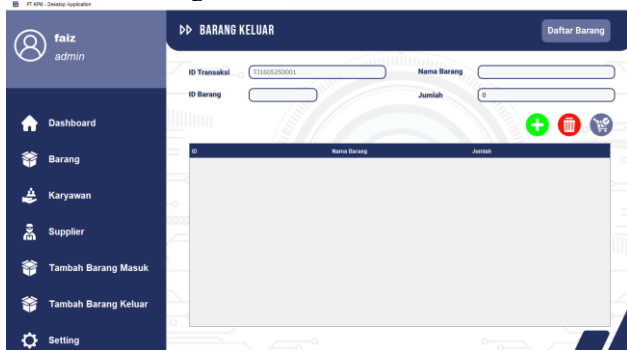 PT KPM - Dekstop Application
faiz
admin
BARANG KELUAR
Daftar Barang
ID Transaksi TJ1605250001 Nama Barang
ID Barang Jumlah 0
Dashboard
Barang
Karyawan
Supplier
Tambah Barang Masuk
Tambah Barang Keluar
Setting
ID Nama Barang Jumlah